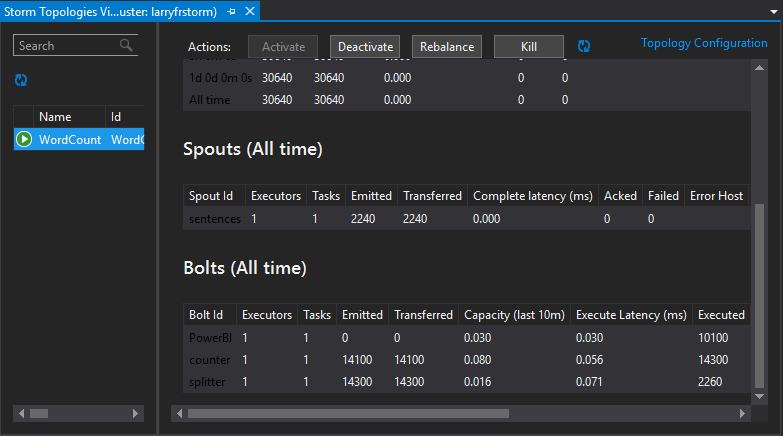 Storm Topologies Vi...uster: larryfrstorm)
Search
Name Id
WordCount WordC
Actions: Activate Deactivate Rebalance Kill Topology Configuration
1d 0d 0m 0s 30640 30640 0.000 0 0
All time 30640 30640 0.000 0 0
Spouts (All time)
Spout Id Executors Tasks Emitted Transferred Complete latency (ms) Acked Failed Error Host
sentences 1 1 2240 2240 0.000 0 0
Bolts (All time)
Bolt Id Executors Tasks Emitted Transferred Capacity (last 10m) Execute Latency (ms) Executed
PowerBI 1 1 0 0 0.030 0.030 10100
counter 1 1 14100 14100 0.080 0.056 14300
splitter 1 1 14300 14300 0.016 0.071 2260